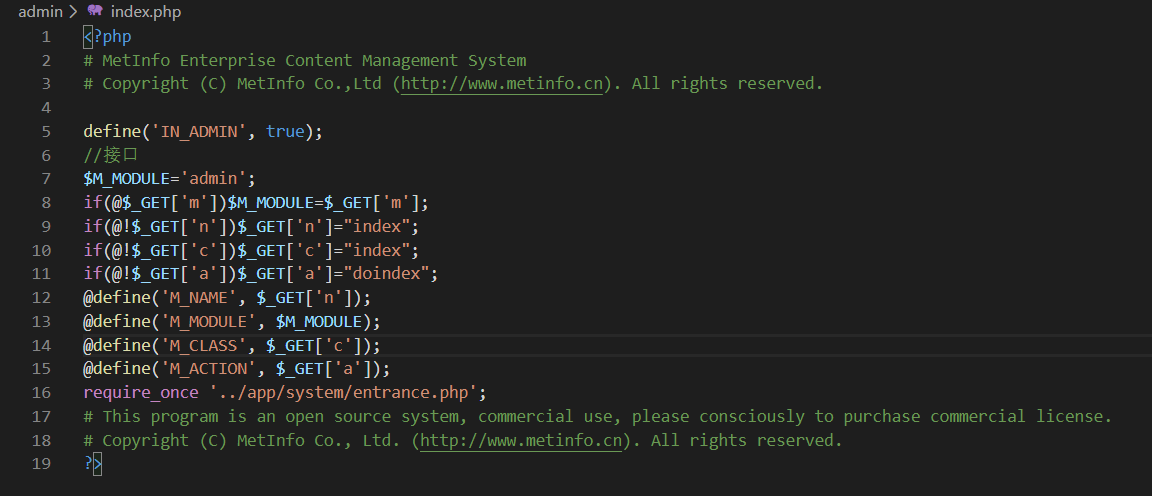 admin > index.php
1 <?php
2 # MetInfo Enterprise Content Management System
3 # Copyright (C) MetInfo Co.,Ltd (http://www.metinfo.cn). All rights reserved.
4
5 define('IN_ADMIN', true);
6 //接口
7 $M_MODULE='admin';
8 if(@$_GET['m'])$M_MODULE=$_GET['m'];
9 if(@!$_GET['n'])$_GET['n']="index";
10 if(@!$_GET['c'])$_GET['c']="index";
11 if(@!$_GET['a'])$_GET['a']="doindex";
12 @define('M_NAME', $_GET['n']);
13 @define('M_MODULE', $M_MODULE);
14 @define('M_CLASS', $_GET['c']);
15 @define('M_ACTION', $_GET['a']);
16 require_once '../app/system/entrance.php';
17 # This program is an open source system, commercial use, please consciously to purchase commercial license.
18 # Copyright (C) MetInfo Co., Ltd. (http://www.metinfo.cn). All rights reserved.
19 ?>